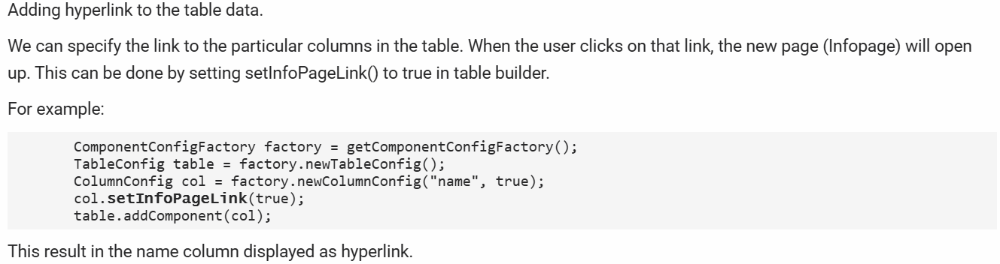 Adding hyperlink to the table data.
We can specify the link to the particular columns in the table. When the user clicks on that link, the new page (Infopage) will open
up. This can be done by setting setInfoPageLink() to true in table builder.
For example:
ComponentConfigFactory factory = getComponentConfigFactory();
TableConfig table = factory.newTableConfig();
ColumnConfig col = factory.newColumnConfig("name", true);
col.setInfoPageLink(true);
table.addComponent(col);
This result in the name column displayed as hyperlink.